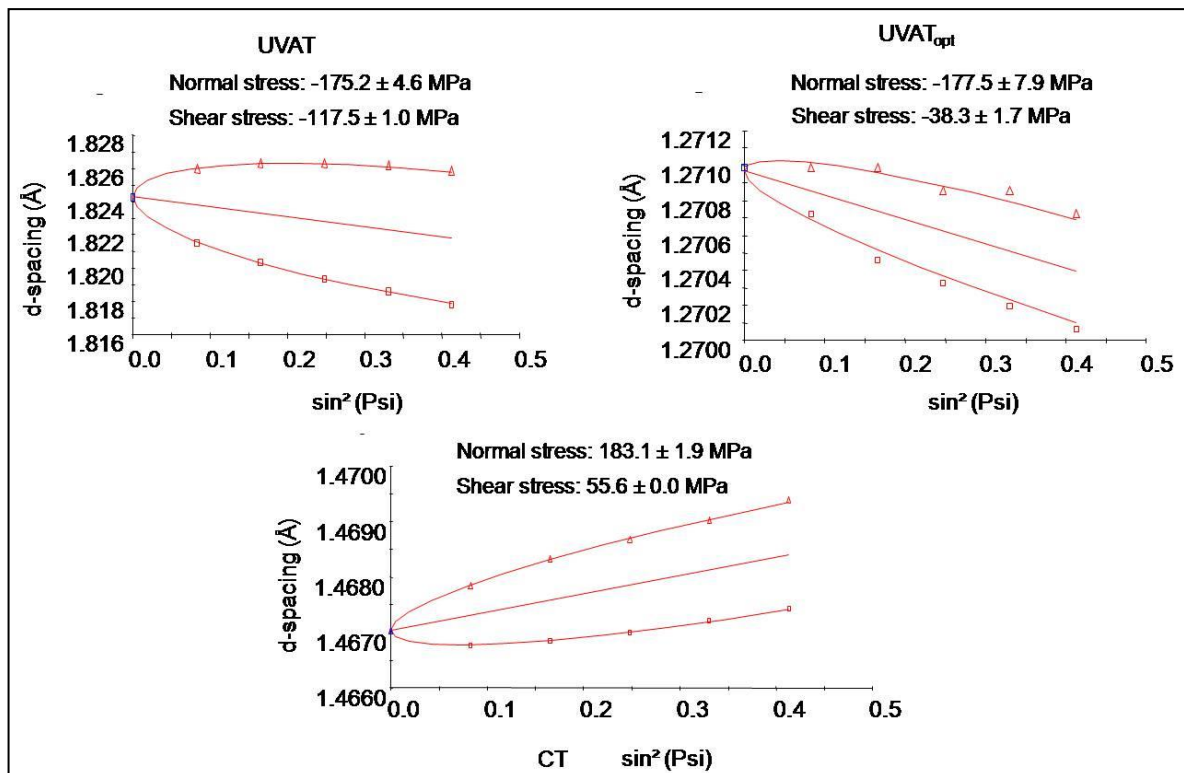 UVAT
Normal stress: -175.2 ± 4.6 MPa
Shear stress: -117.5 ± 1.0 MPa
d-spacing (Å)
1.828
1.826
1.824
1.822
1.820
1.818
1.816
0.0 0.1 0.2 0.3 0.4 0.5
sin² (Psi)
UVATopt
Normal stress: -177.5 ± 7.9 MPa
Shear stress: -38.3 ± 1.7 MPa
d-spacing (Å)
1.2712
1.2710
1.2708
1.2706
1.2704
1.2702
1.2700
0.0 0.1 0.2 0.3 0.4 0.5
sin² (Psi)
Normal stress: 183.1 ± 1.9 MPa
Shear stress: 55.6 ± 0.0 MPa
d-spacing (Å)
1.4700
1.4690
1.4680
1.4670
1.4660
0.0 0.1 0.2 0.3 0.4 0.5
CT sin² (Psi)